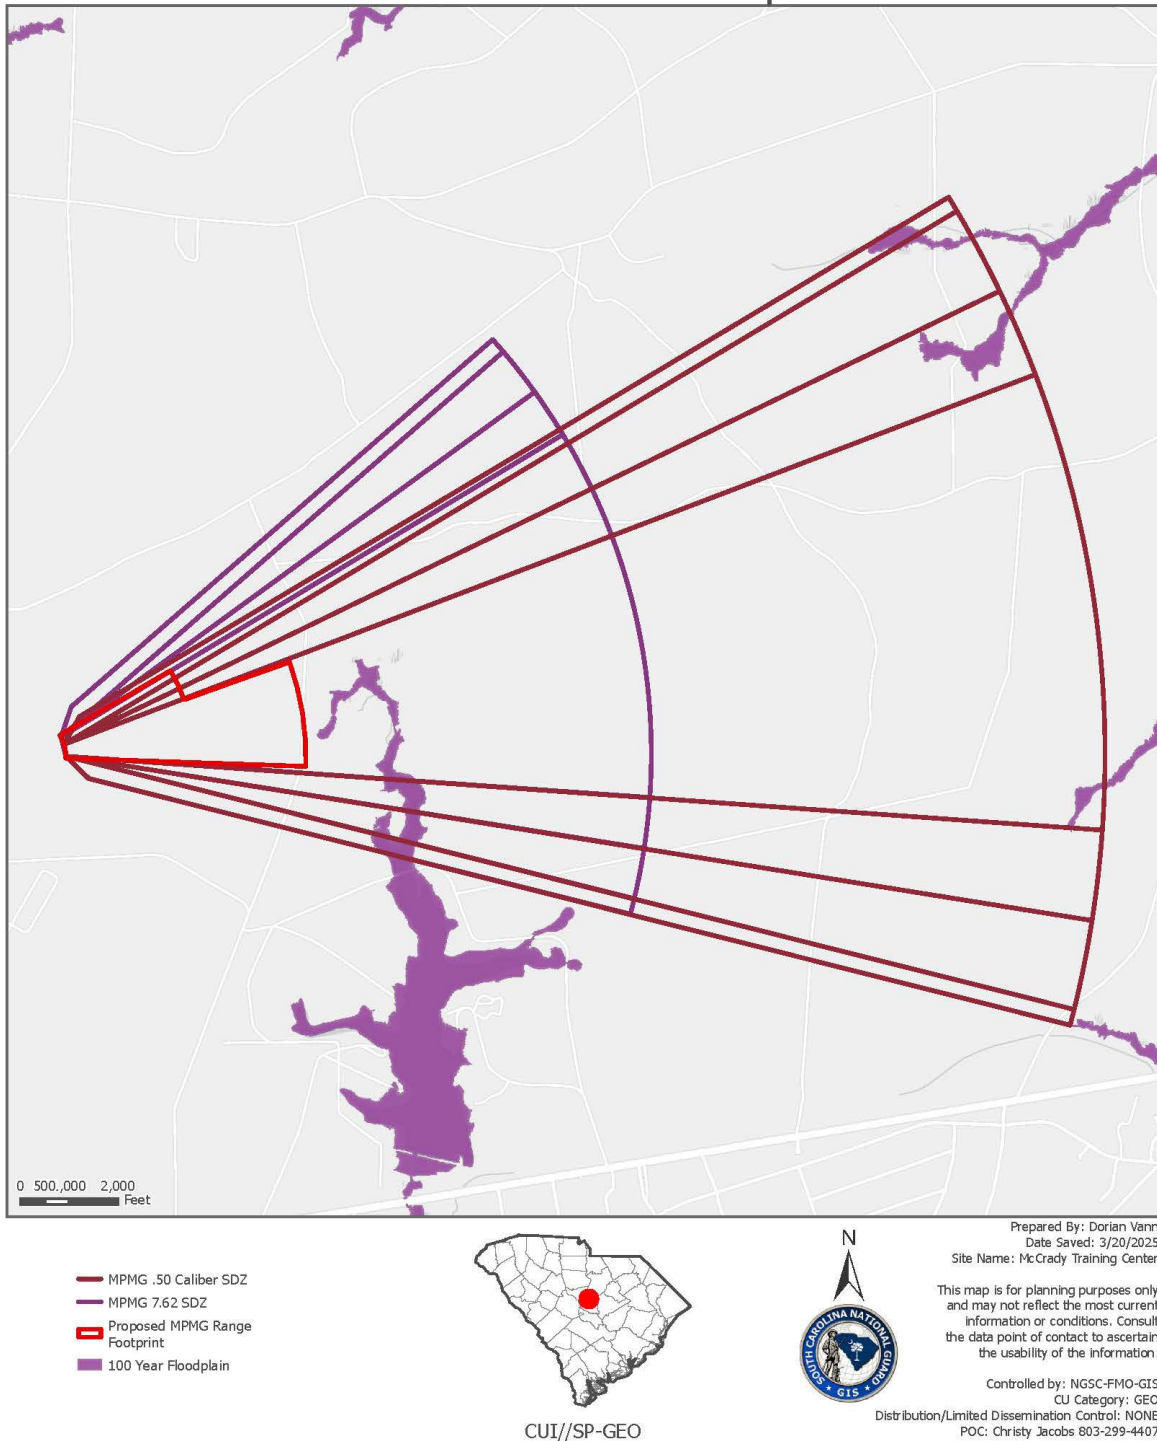 0 500 1,000 2,000
Feet
MPMG .50 Caliber SDZ
MPMG 7.62 SDZ
Proposed MPMG Range
Footprint
100 Year Floodplain
CUI//SP-GEO
N
SOUTH CAROLINA NATIONAL GUARD
GIS
Prepared By: Dorian Vann
Date Saved: 3/20/2025
Site Name: McCrady Training Center
This map is for planning purposes only
and may not reflect the most current
information or conditions. Consult
the data point of contact to ascertain
the usability of the information.
Controlled by: NGSC-FMO-GIS
CU Category: GEO
Distribution/Limited Dissemination Control: NONE
POC: Christy Jacobs 803-299-4407